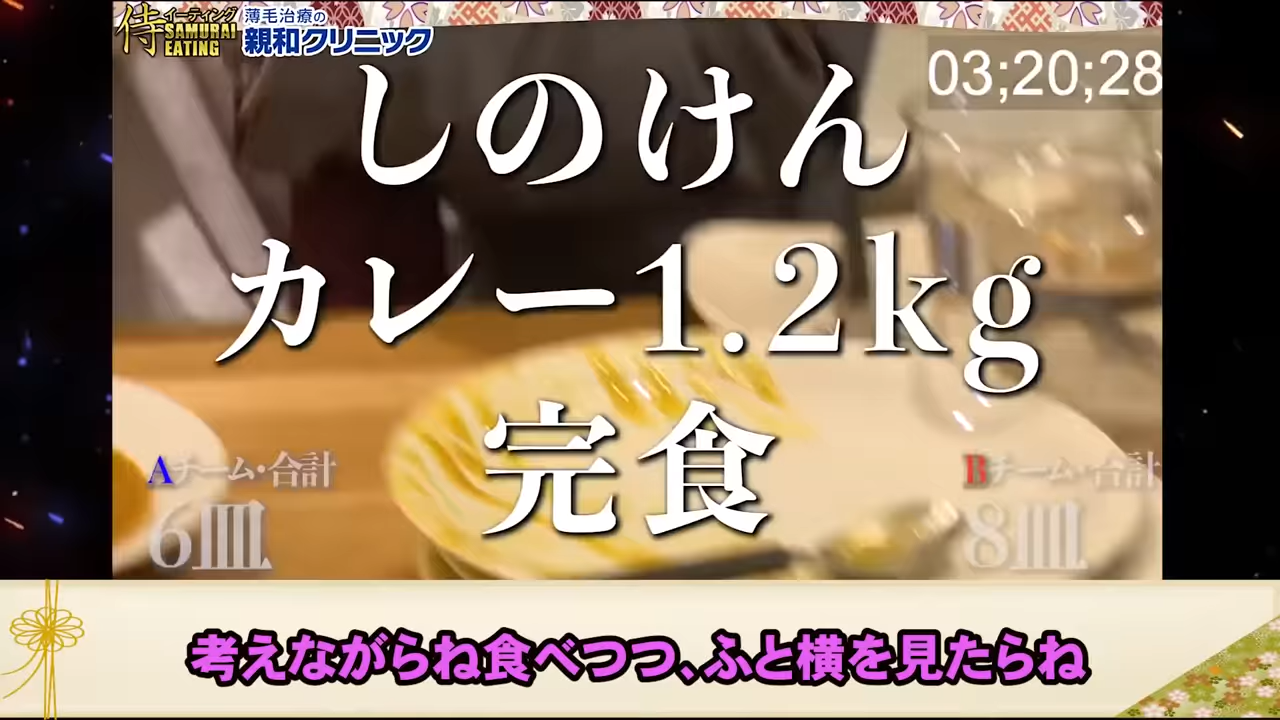 侍 イーティング
SAMURAI
EATING
薄毛治療の
親和クリニック
03;20;28
しのけん
カレー1.2kg
完食
Aチーム・合計
6皿
Bチーム・合計
8皿
考えながらね食べつつ、ふと横を見たらね